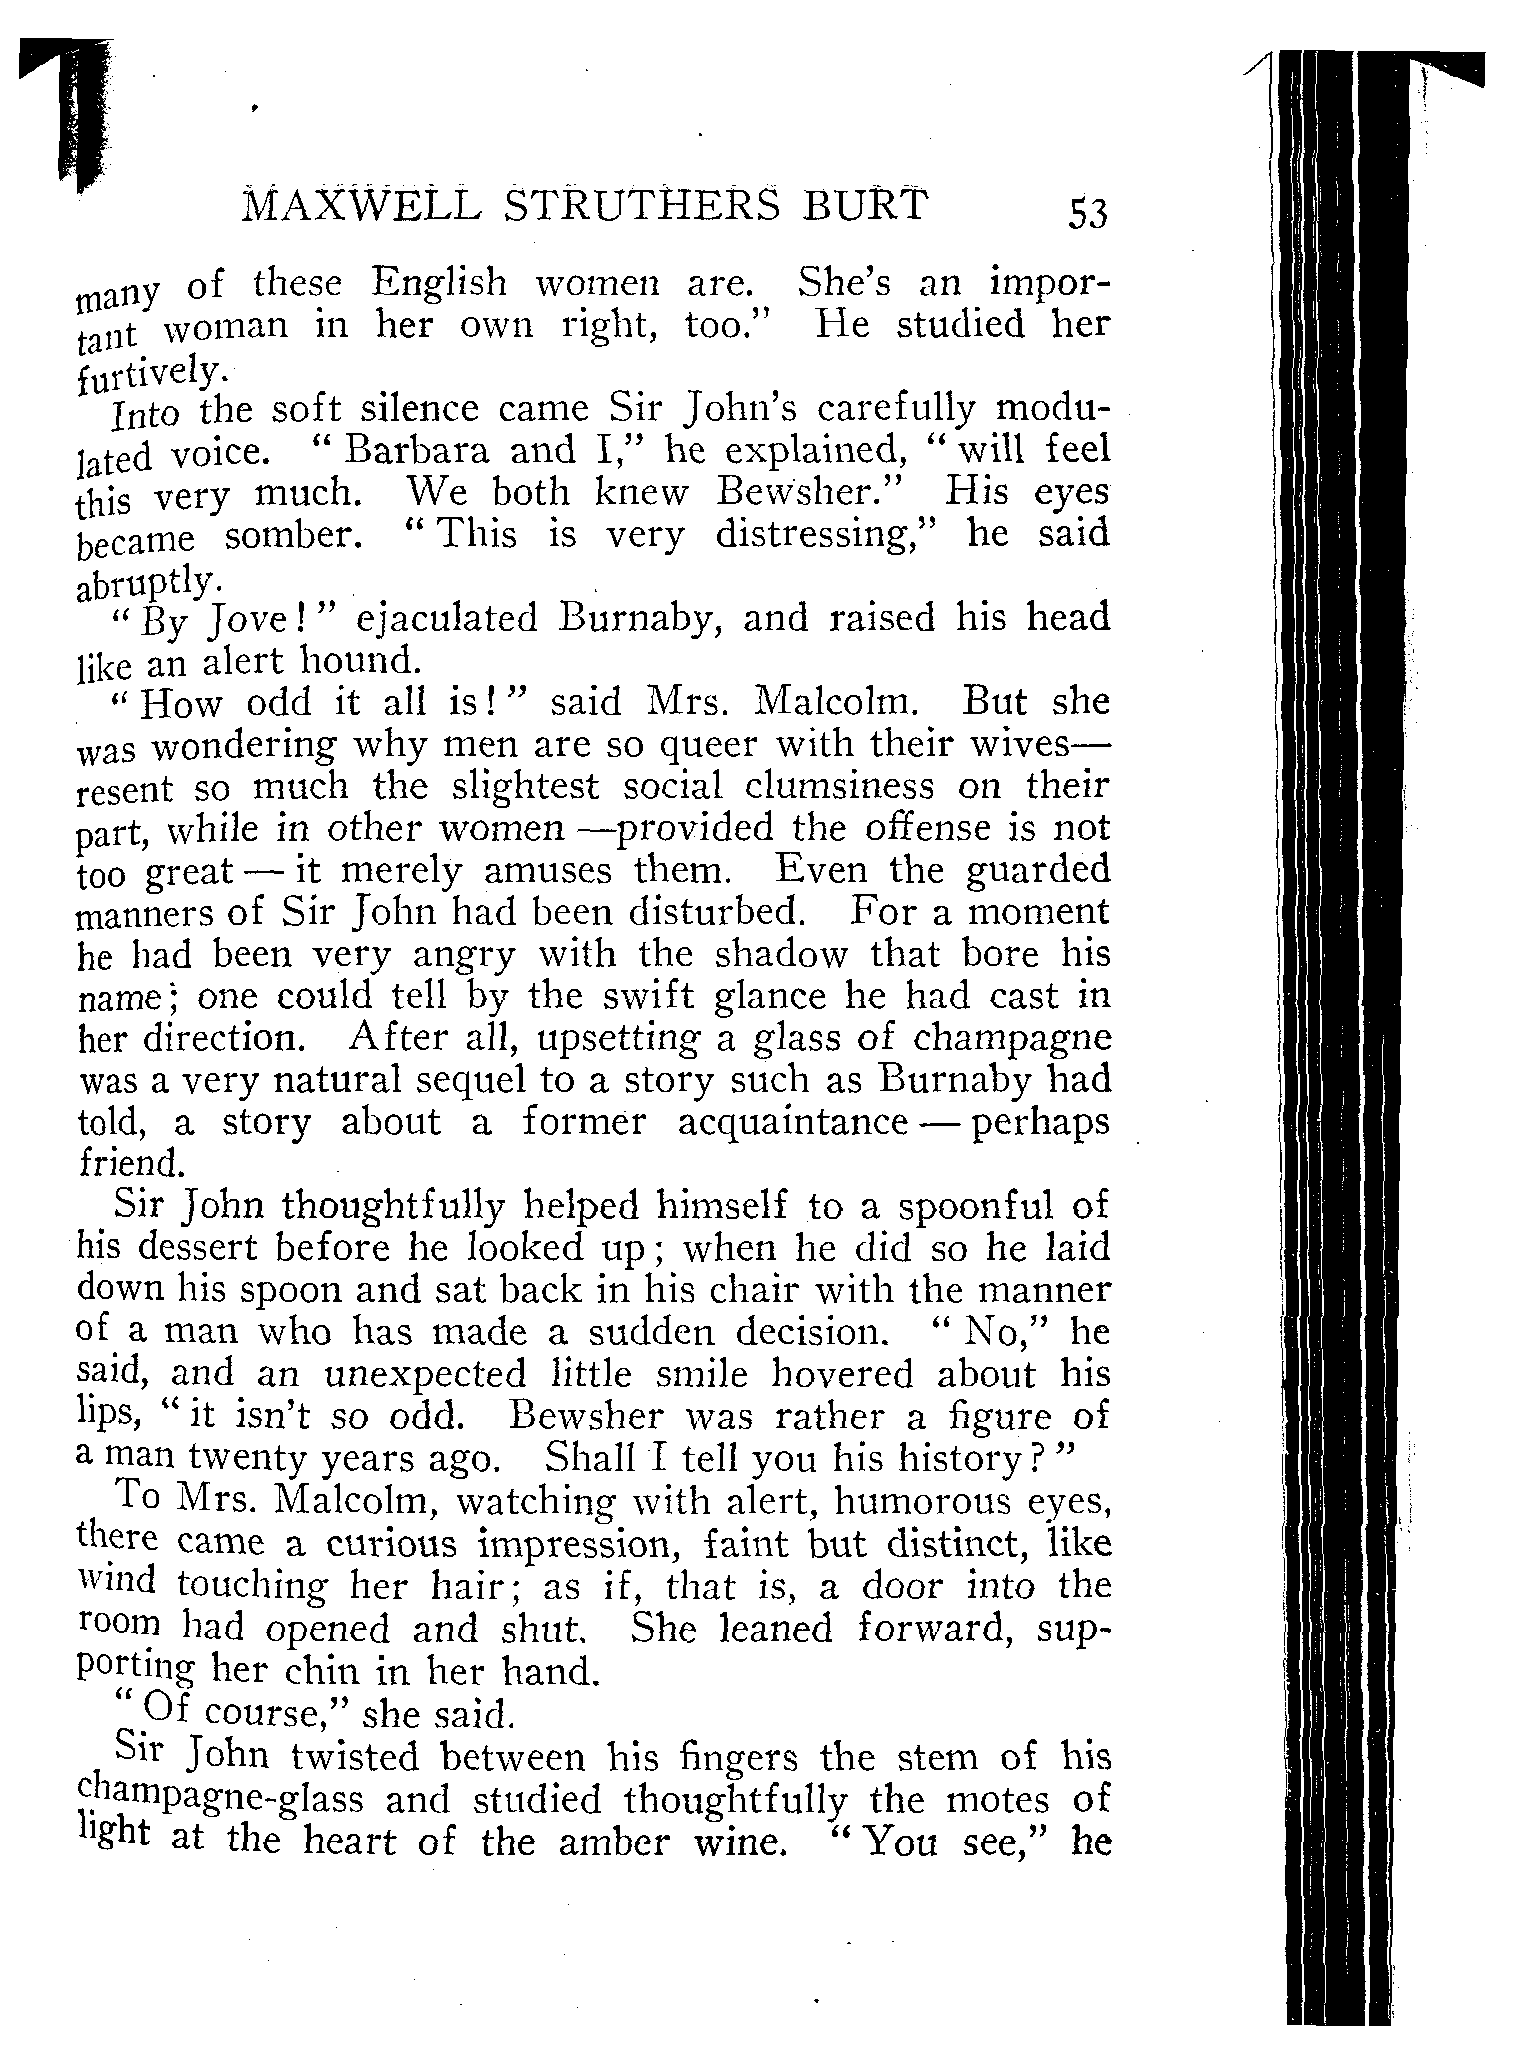 MAXWELL STRUTHERS BURT 53
many of these English women are. She's an impor-
tant woman in her own right, too.” He studied her
furtively.
Into the soft silence came Sir John's carefully modu-
lated voice. “ Barbara and I,” he explained, “ will feel
this very much. We both knew Bewsher.” His eyes
became somber. “ This is very distressing,” he said
abruptly.
“ By Jove! ” ejaculated Burnaby, and raised his head
like an alert hound.
“ How odd it all is! ” said Mrs. Malcolm. But she
was wondering why men are so queer with their wives—
resent so much the slightest social clumsiness on their
part, while in other women —provided the offense is not
too great — it merely amuses them. Even the guarded
manners of Sir John had been disturbed. For a moment
he had been very angry with the shadow that bore his
name; one could tell by the swift glance he had cast in
her direction. After all, upsetting a glass of champagne
was a very natural sequel to a story such as Burnaby had
told, a story about a former acquaintance — perhaps
friend.
Sir John thoughtfully helped himself to a spoonful of
his dessert before he looked up; when he did so he laid
down his spoon and sat back in his chair with the manner
of a man who has made a sudden decision. “ No,” he
said, and an unexpected little smile hovered about his
lips, “ it isn't so odd. Bewsher was rather a figure of
a man twenty years ago. Shall I tell you his history? ”
To Mrs. Malcolm, watching with alert, humorous eyes,
there came a curious impression, faint but distinct, like
wind touching her hair; as if, that is, a door into the
room had opened and shut. She leaned forward, sup-
porting her chin in her hand.
“ Of course,” she said.
Sir John twisted between his fingers the stem of his
champagne-glass and studied thoughtfully the motes of
light at the heart of the amber wine. “ You see,” he